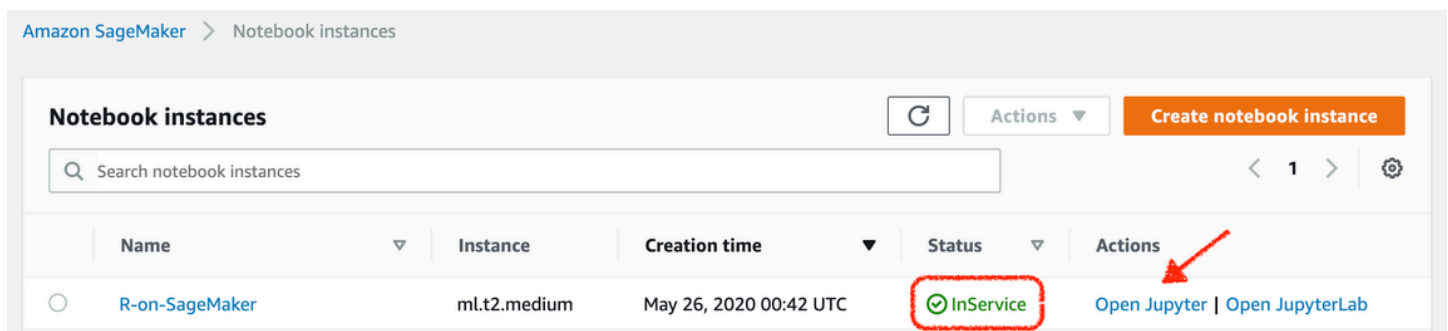 Amazon SageMaker > Notebook instances
Notebook instances
Actions
Create notebook instance
Search notebook instances
< 1 >
Name Instance Creation time Status Actions
R-on-SageMaker ml.t2.medium May 26, 2020 00:42 UTC InService Open Jupyter | Open JupyterLab